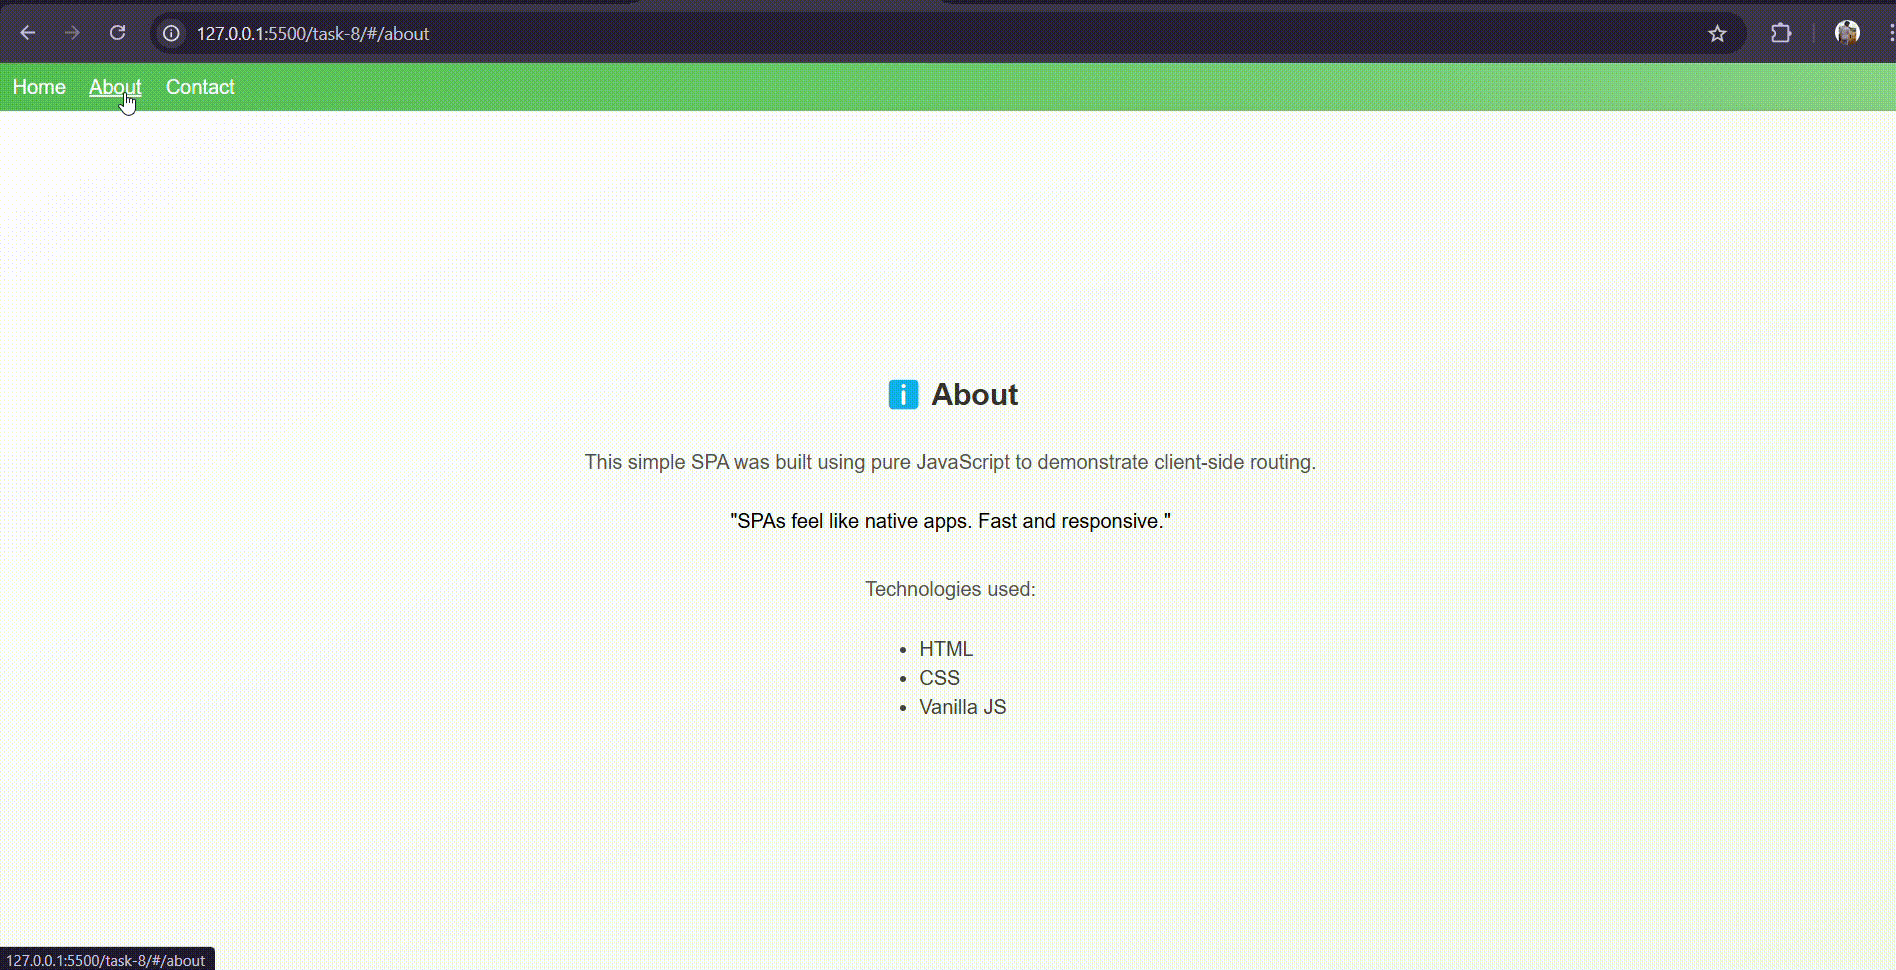 127.0.0.1:5500/task-8/#/about
Home About Contact
i About
This simple SPA was built using pure JavaScript to demonstrate client-side routing.
"SPAs feel like native apps. Fast and responsive."
Technologies used:
• HTML
• CSS
• Vanilla JS
127.0.0.1:5500/task-8/#/about